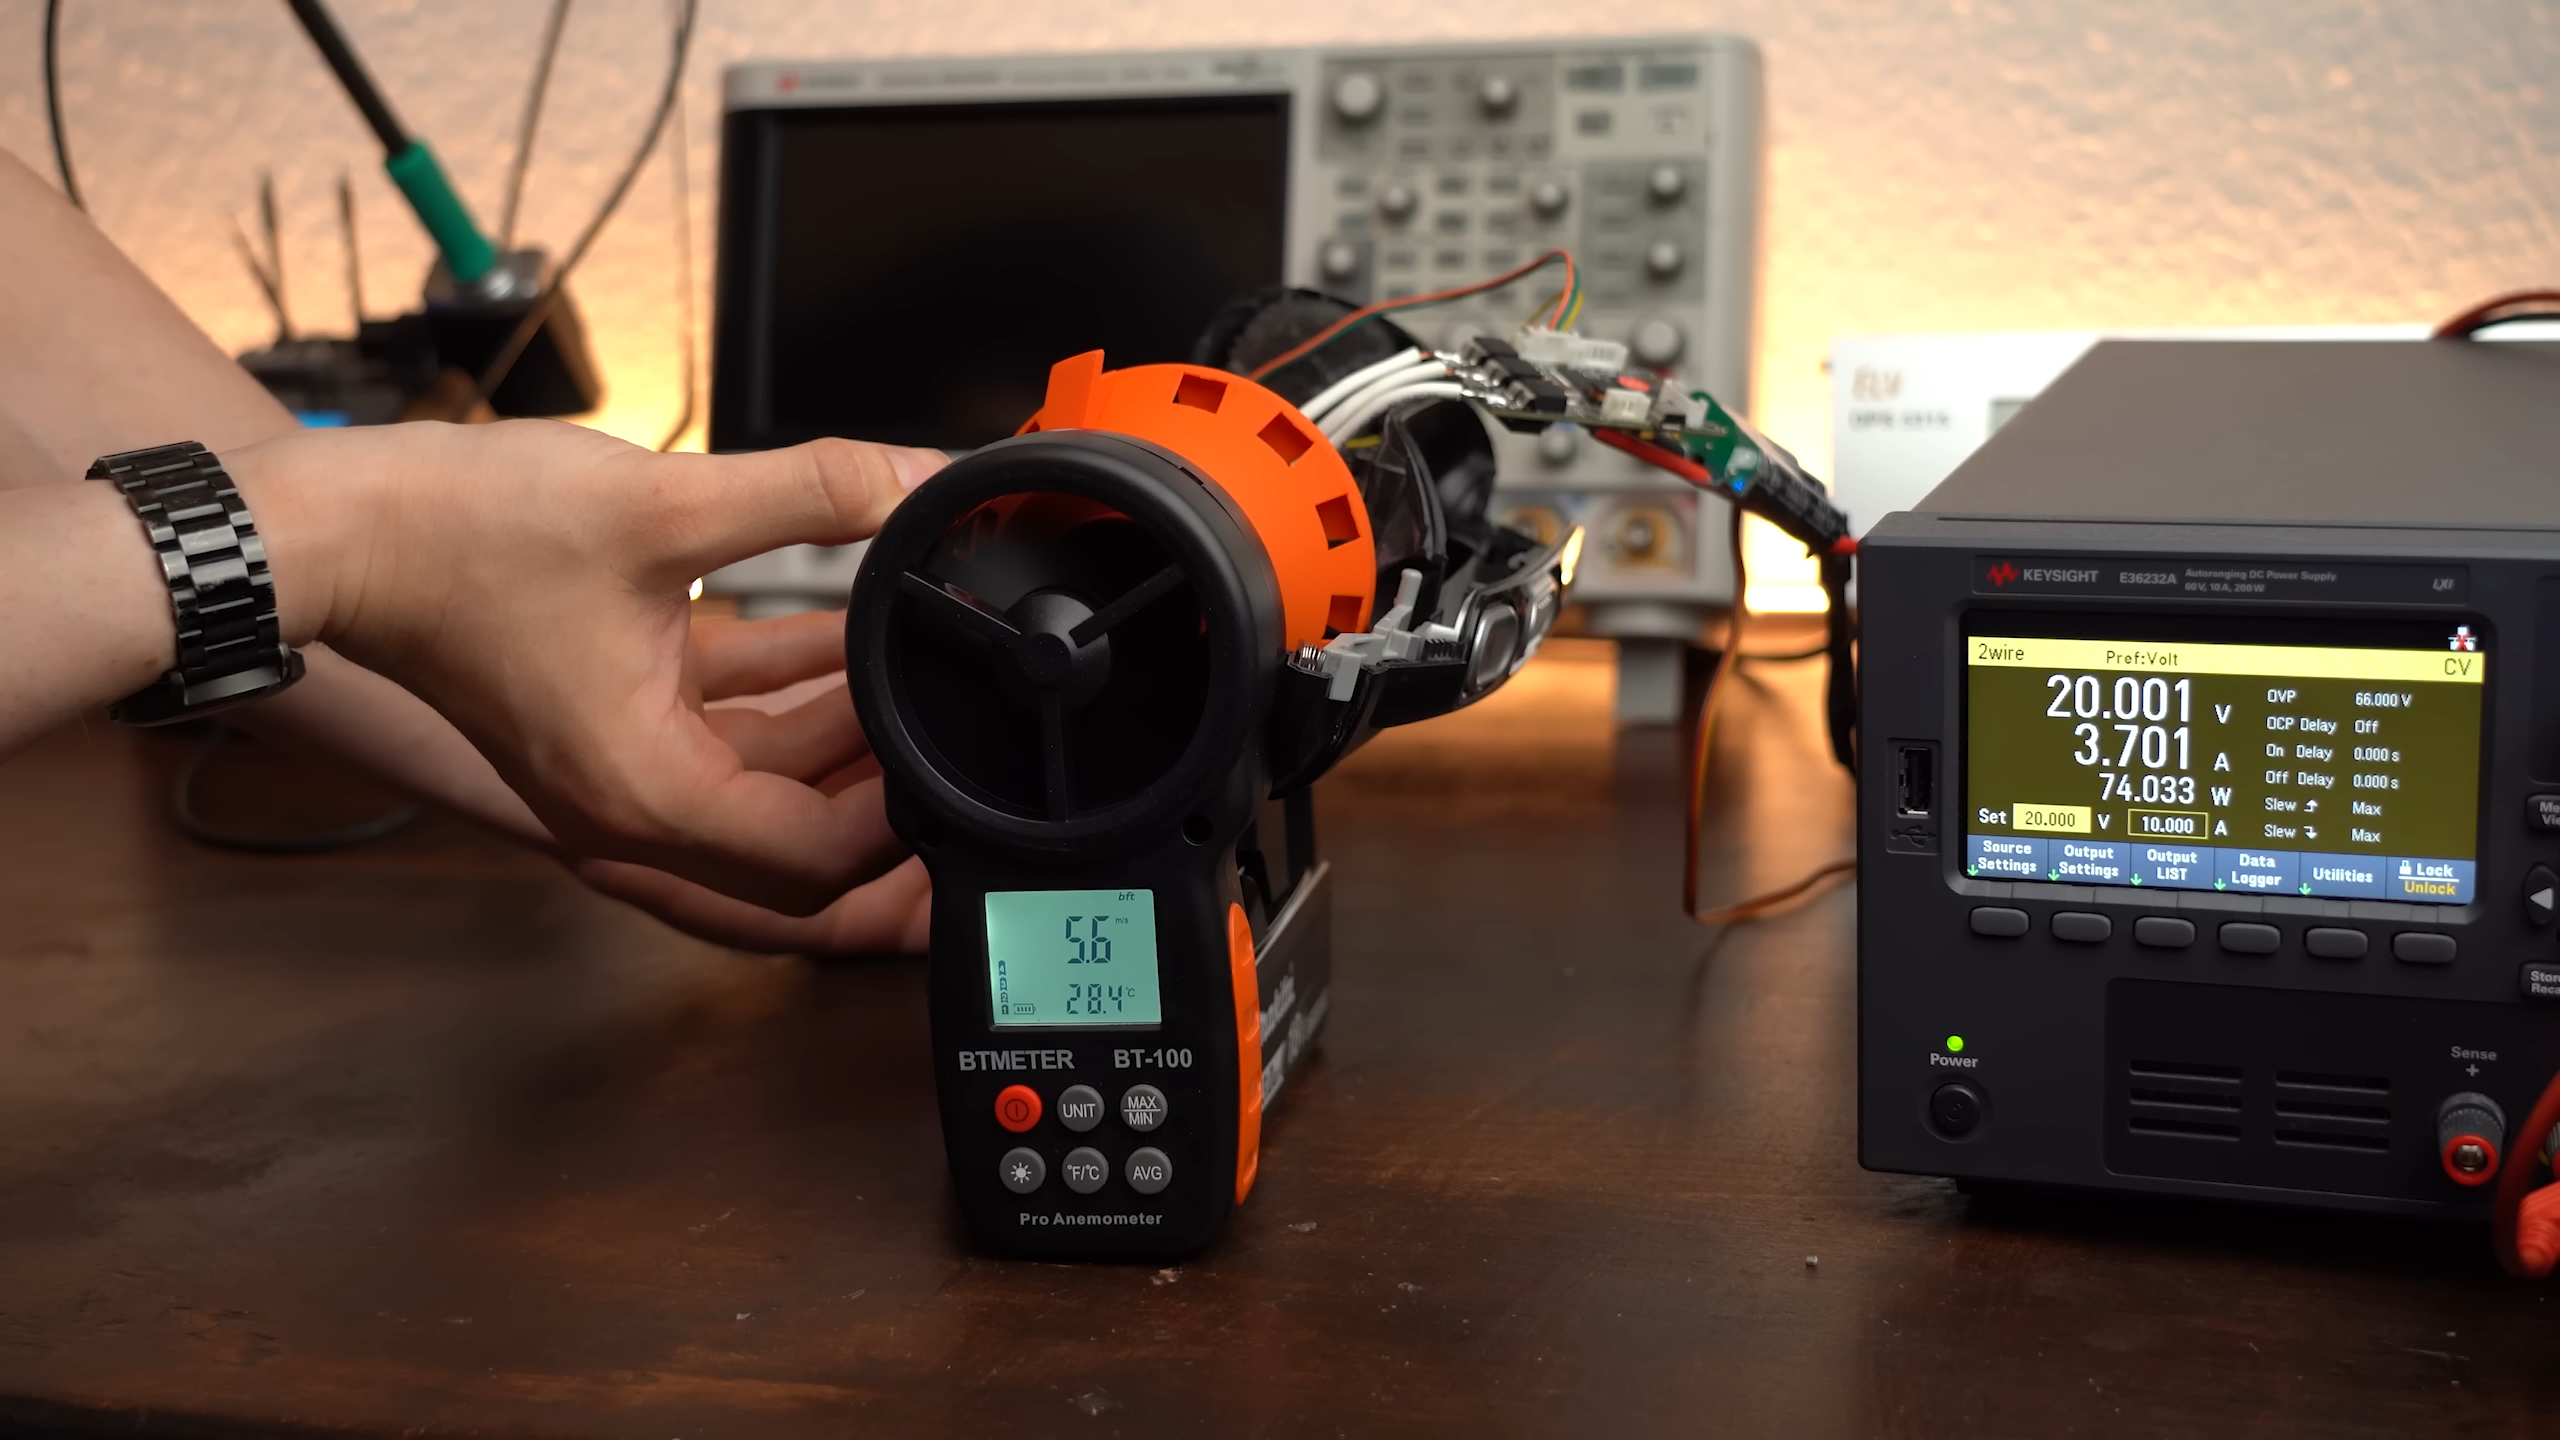 KEYSIGHT E36232A Autoranging DC Power Supply
60V, 10A, 200W
LXI
2wire Pref:Volt CV
20.001 V
3.701 A
74.033 W
Set 20.000 V 10.000 A
OVP 66.000 V
OCP Delay Off
On Delay 0.000 s
Off Delay 0.000 s
Slew Max
Slew Max
Source Settings
Output Settings
Output LIST
Data Logger
Utilities
Lock
Unlock
Power
Sense
+
ELV
bft
5.6 m/s
28.4 °C
BTMETER BT-100
UNIT
MAX
MIN
°F/°C
AVG
Pro Anemometer